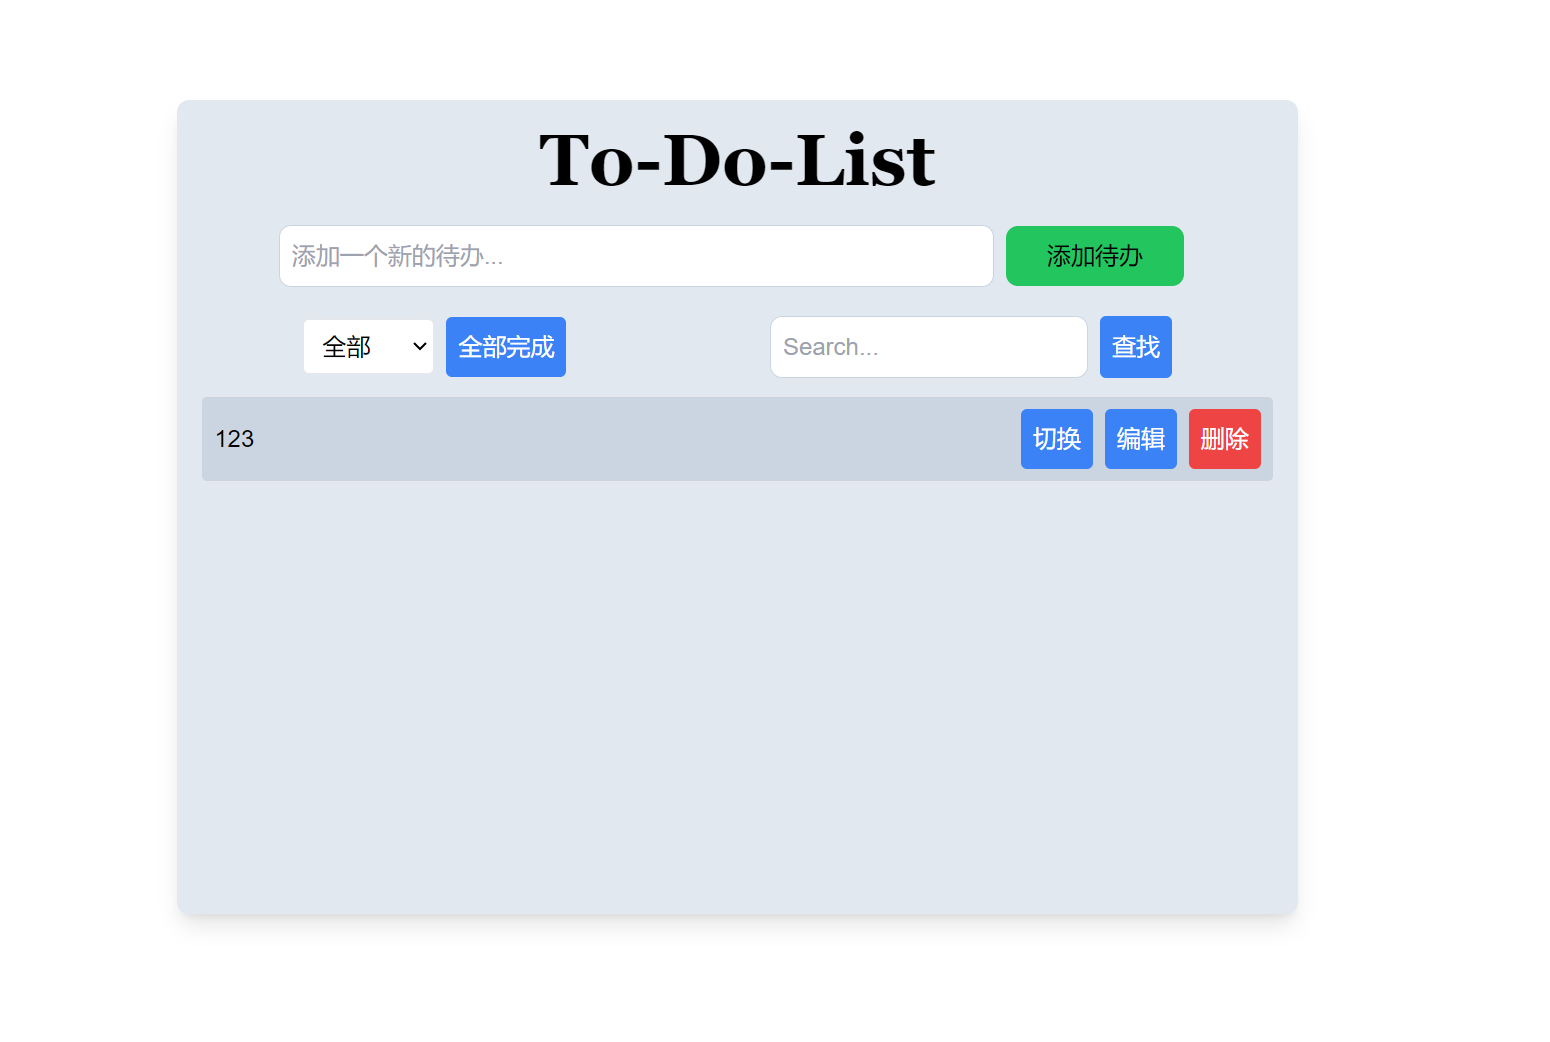 To-Do-List
添加一个新的待办... 添加待办
全部 全部完成 Search... 查找
123 切换 编辑 删除